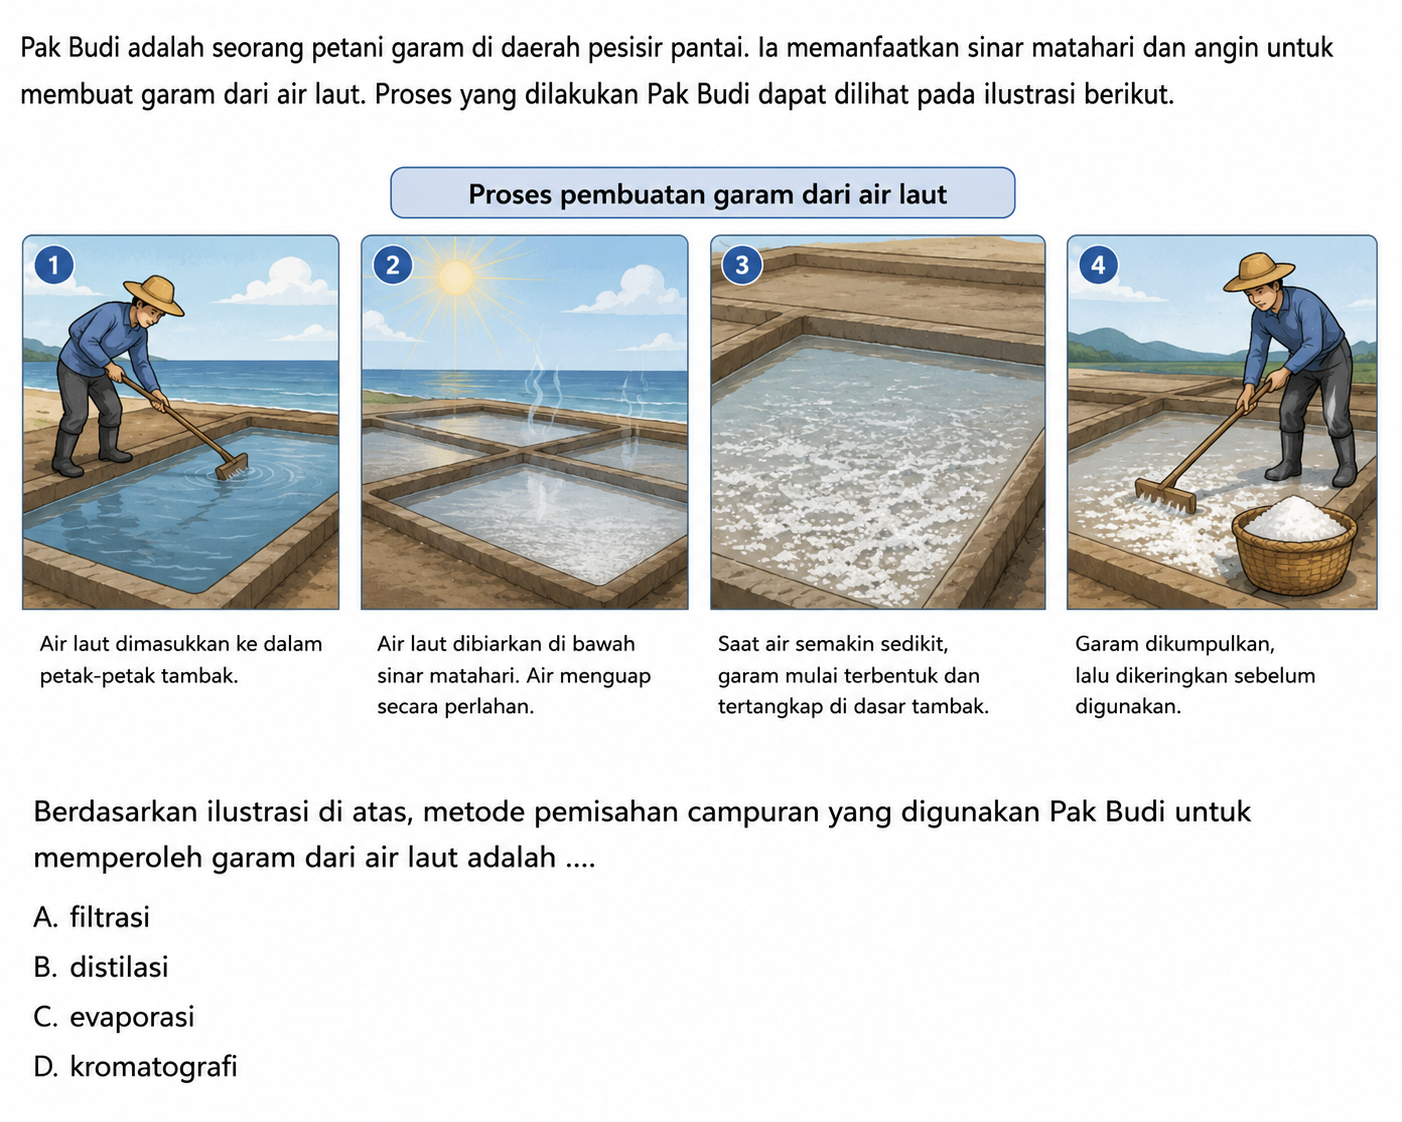 Pak Budi adalah seorang petani garam di daerah pesisir pantai. Ia memanfaatkan sinar matahari dan angin untuk
membuat garam dari air laut. Proses yang dilakukan Pak Budi dapat dilihat pada ilustrasi berikut.
Proses pembuatan garam dari air laut
1
2
3
4
Air laut dimasukkan ke dalam
petak-petak tambak.
Air laut dibiarkan di bawah
sinar matahari. Air menguap
secara perlahan.
Saat air semakin sedikit,
garam mulai terbentuk dan
tertangkap di dasar tambak.
Garam dikumpulkan,
lalu dikeringkan sebelum
digunakan.
Berdasarkan ilustrasi di atas, metode pemisahan campuran yang digunakan Pak Budi untuk
memperoleh garam dari air laut adalah ....
A. filtrasi
B. distilasi
C. evaporasi
D. kromatografi